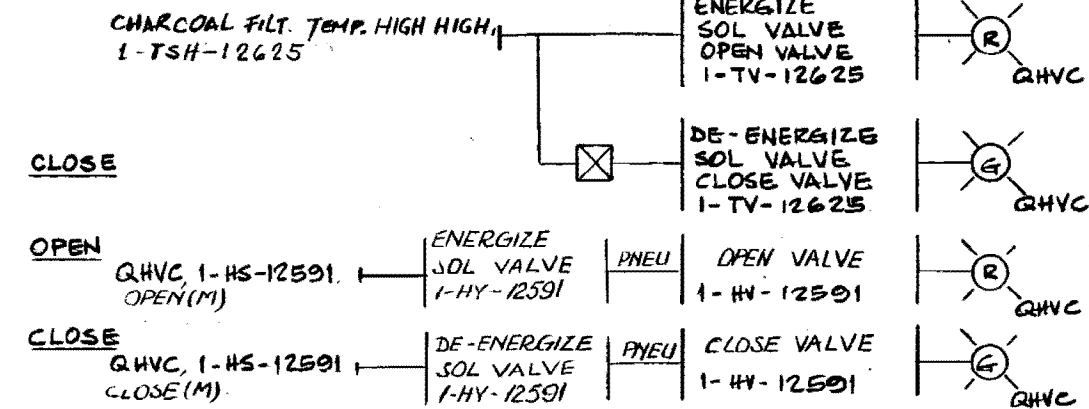 CHARCOAL FILT. TEMP. HIGH HIGH,
1-TSH-12625
ENERGIZE
SOL VALVE
OPEN VALVE
1-TV-12625
R
QHVC
CLOSE
DE-ENERGIZE
SOL VALVE
CLOSE VALVE
1-TV-12625
G
QHVC
OPEN
QHVC, 1-HS-12591.
OPEN(M)
ENERGIZE
SOL VALVE
1-HY-12591
PNEU
OPEN VALVE
1-HV-12591
R
QHVC
CLOSE
QHVC, 1-HS-12591
CLOSE(M)
DE-ENERGIZE
SOL VALVE
1-HY-12591
PNEU
CLOSE VALVE
1-HV-12591
G
QHVC